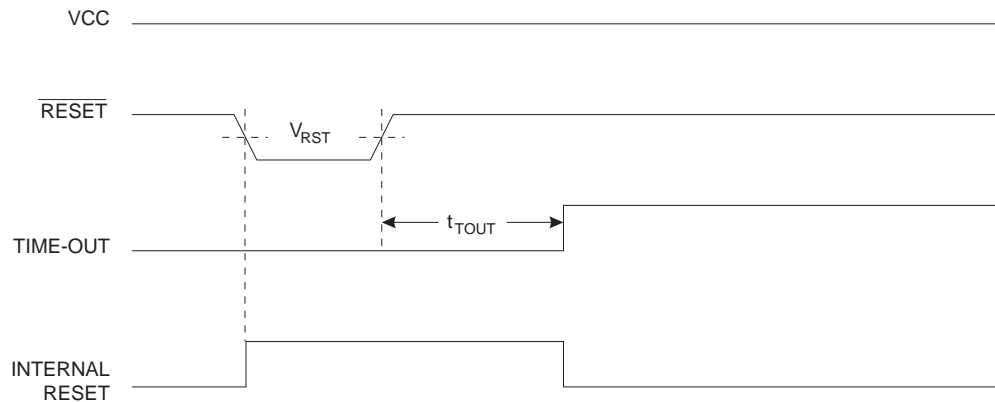 VCC
RESET
V_RST
t_TOUT
TIME-OUT
INTERNAL
RESET